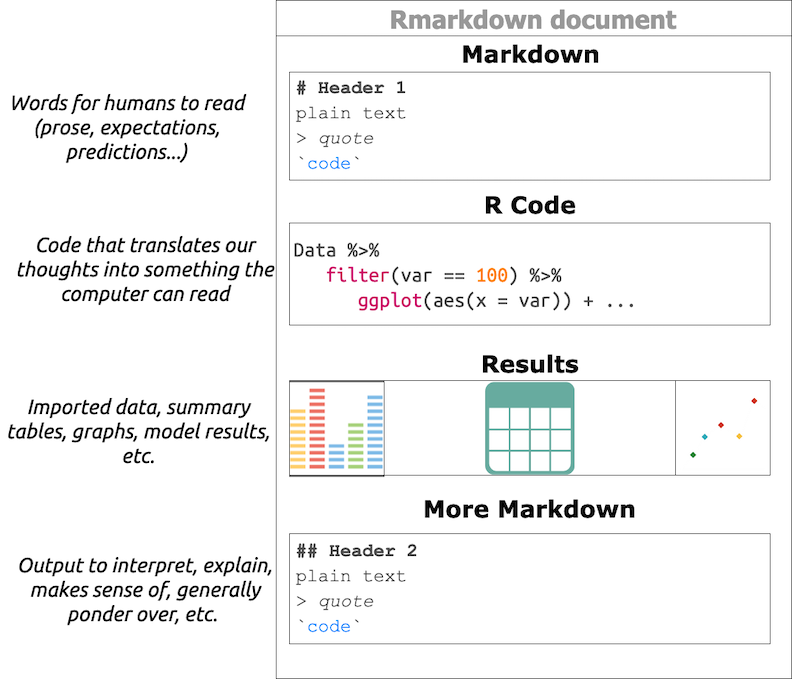 Rmarkdown document
Markdown
Words for humans to read
(prose, expectations,
predictions...)
# Header 1
plain text
> quote
`code`
R Code
Code that translates our
thoughts into something the
computer can read
Data %>%
filter(var == 100) %>%
ggplot(aes(x = var)) + ...
Results
Imported data, summary
tables, graphs, model results,
etc.
More Markdown
Output to interpret, explain,
makes sense of, generally
ponder over, etc.
## Header 2
plain text
> quote
`code`